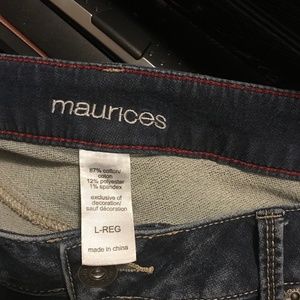 maurices
87% cotton/
coton
12% polyester
1% spandex
exclusive of
decoration/
sauf décoration
L-REG
made in china